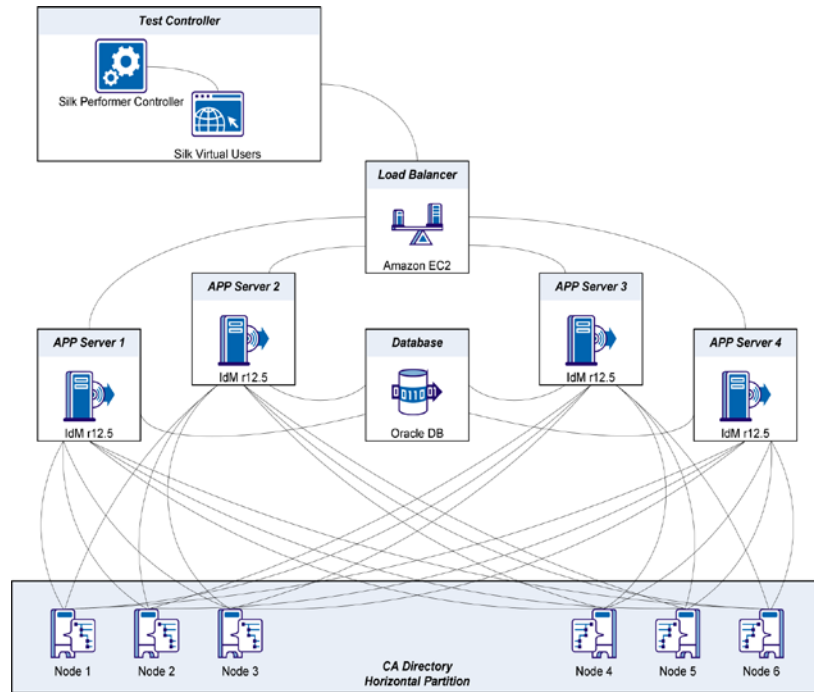 Test Controller
Silk Performer Controller
Silk Virtual Users
Load Balancer
Amazon EC2
APP Server 2
IdM r12.5
APP Server 3
IdM r12.5
APP Server 1
IdM r12.5
Database
0110
Oracle DB
APP Server 4
IdM r12.5
Node 1
Node 2
Node 3
Node 4
Node 5
Node 6
CA Directory
Horizontal Partition